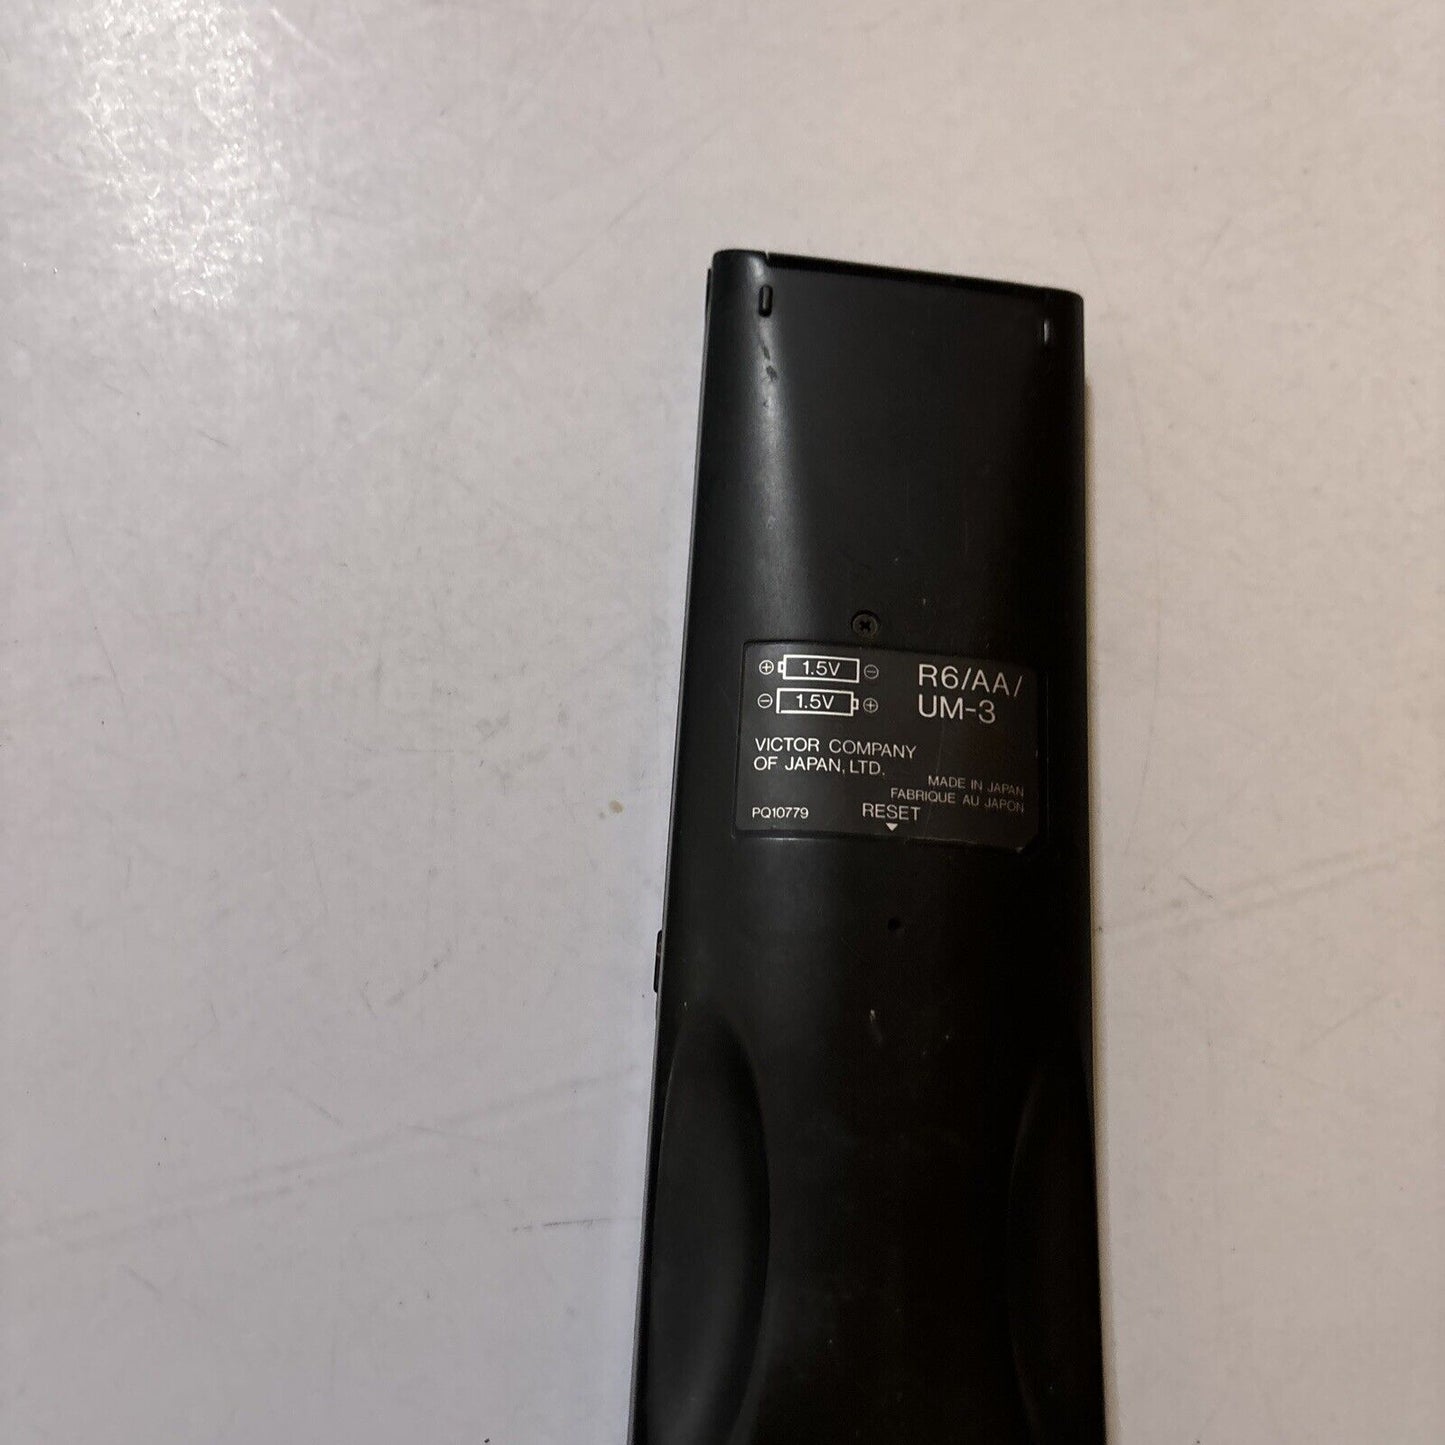 ⊕ 1.5V ⊖
⊖ 1.5V ⊕
R6/AA/
UM-3
VICTOR COMPANY
OF JAPAN, LTD.
MADE IN JAPAN
FABRIQUE AU JAPON
PQ10779
RESET